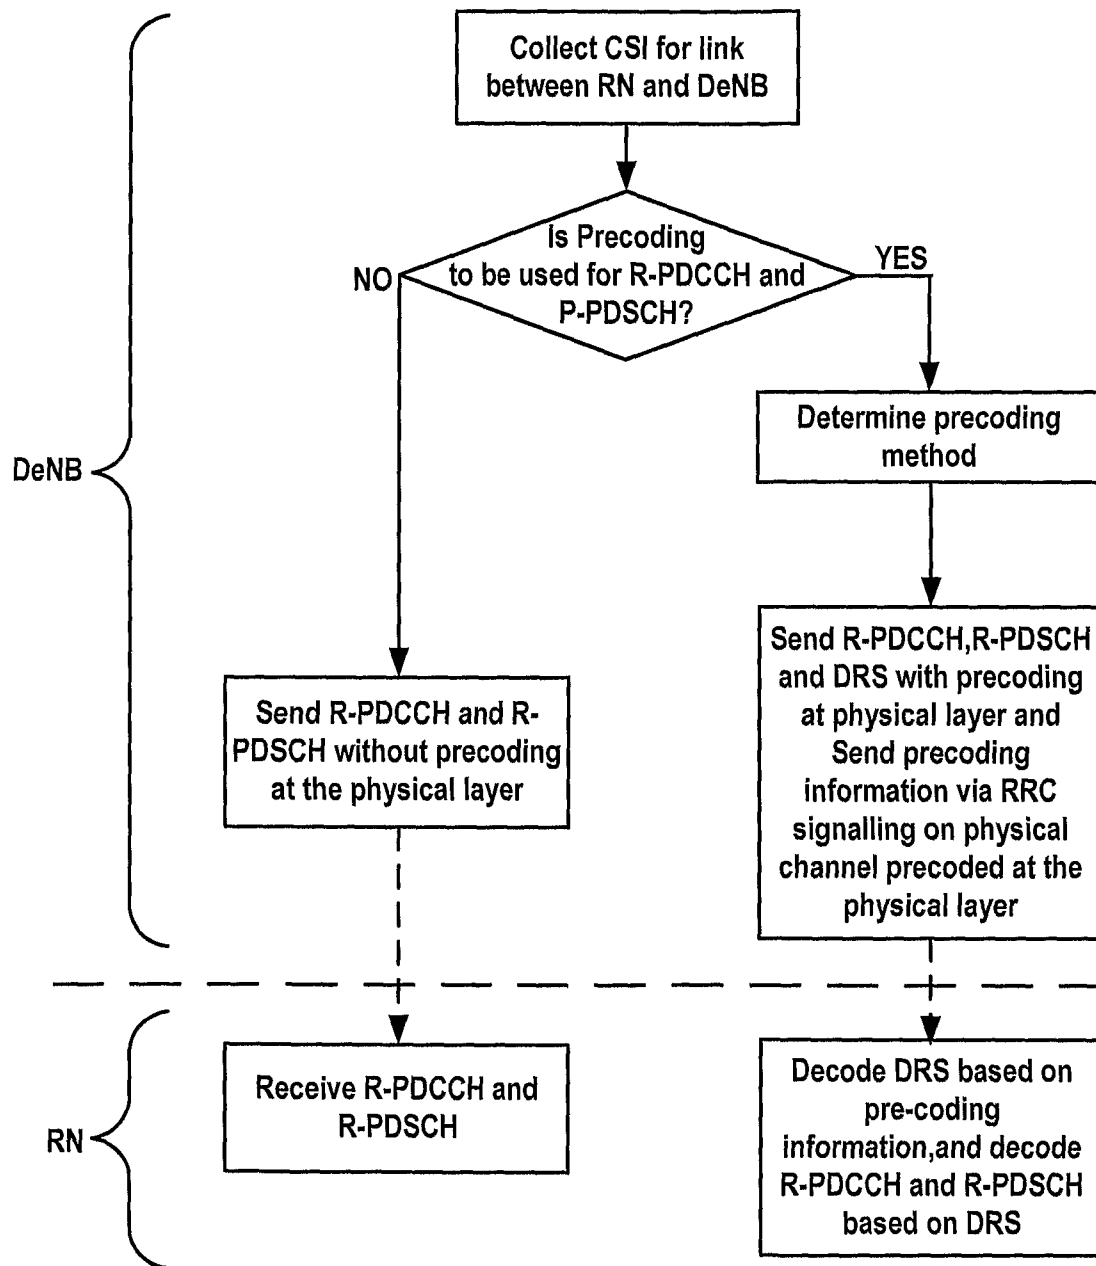 Collect CSI for link
between RN and DeNB
Is Precoding
to be used for R-PDCCH and
P-PDSCH?
NO
YES
Determine precoding
method
DeNB
Send R-PDCCH and R-
PDSCH without precoding
at the physical layer
Send R-PDCCH,R-PDSCH
and DRS with precoding
at physical layer and
Send precoding
information via RRC
signalling on physical
channel precoded at the
physical layer
RN
Receive R-PDCCH and
R-PDSCH
Decode DRS based on
pre-coding
information,and decode
R-PDCCH and R-PDSCH
based on DRS